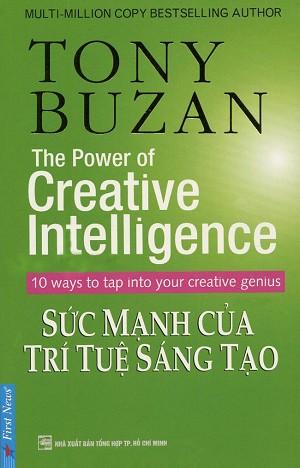 MULTI-MILLION COPY BESTSELLING AUTHOR
TONY
BUZAN
The Power of
Creative
Intelligence
10 ways to tap into your creative genius
SỨC MẠNH CỦA
TRÍ TUỆ SÁNG TẠO
First News
NHÀ XUẤT BẢN TỔNG HỢP TP. HỒ CHÍ MINH